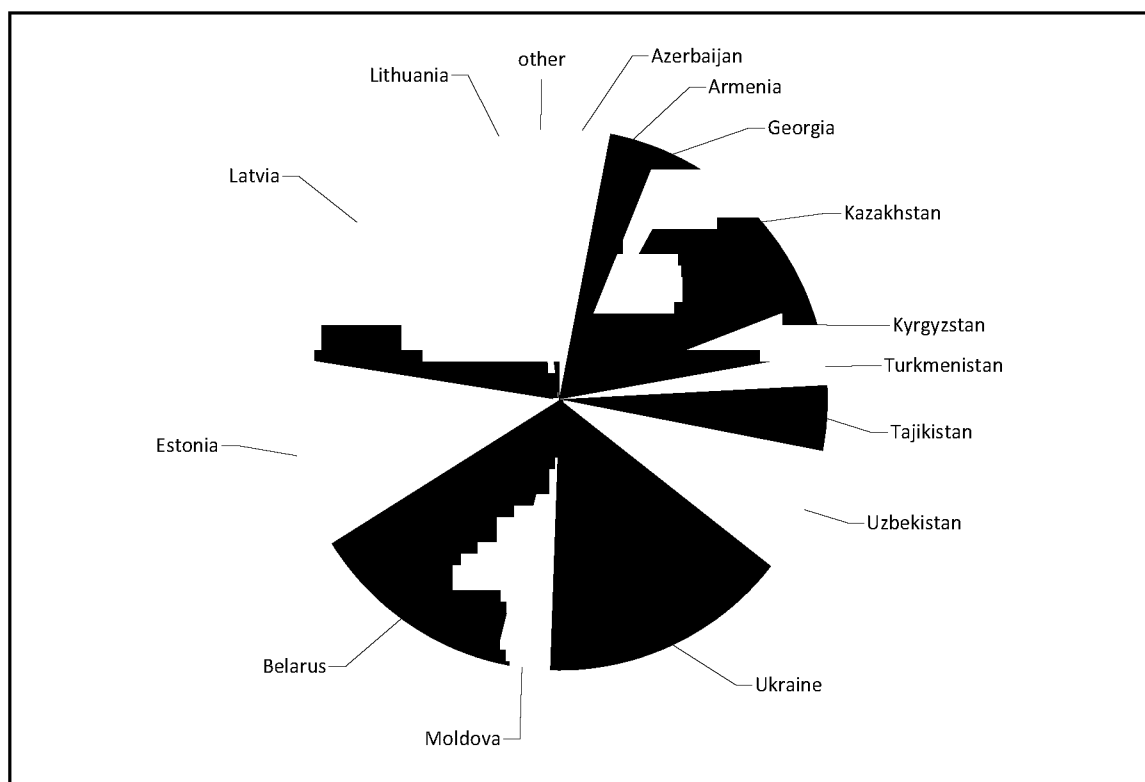 other
Azerbaijan
Lithuania
Armenia
Georgia
Latvia
Kazakhstan
Kyrgyzstan
Turkmenistan
Estonia
Tajikistan
Uzbekistan
Belarus
Ukraine
Moldova